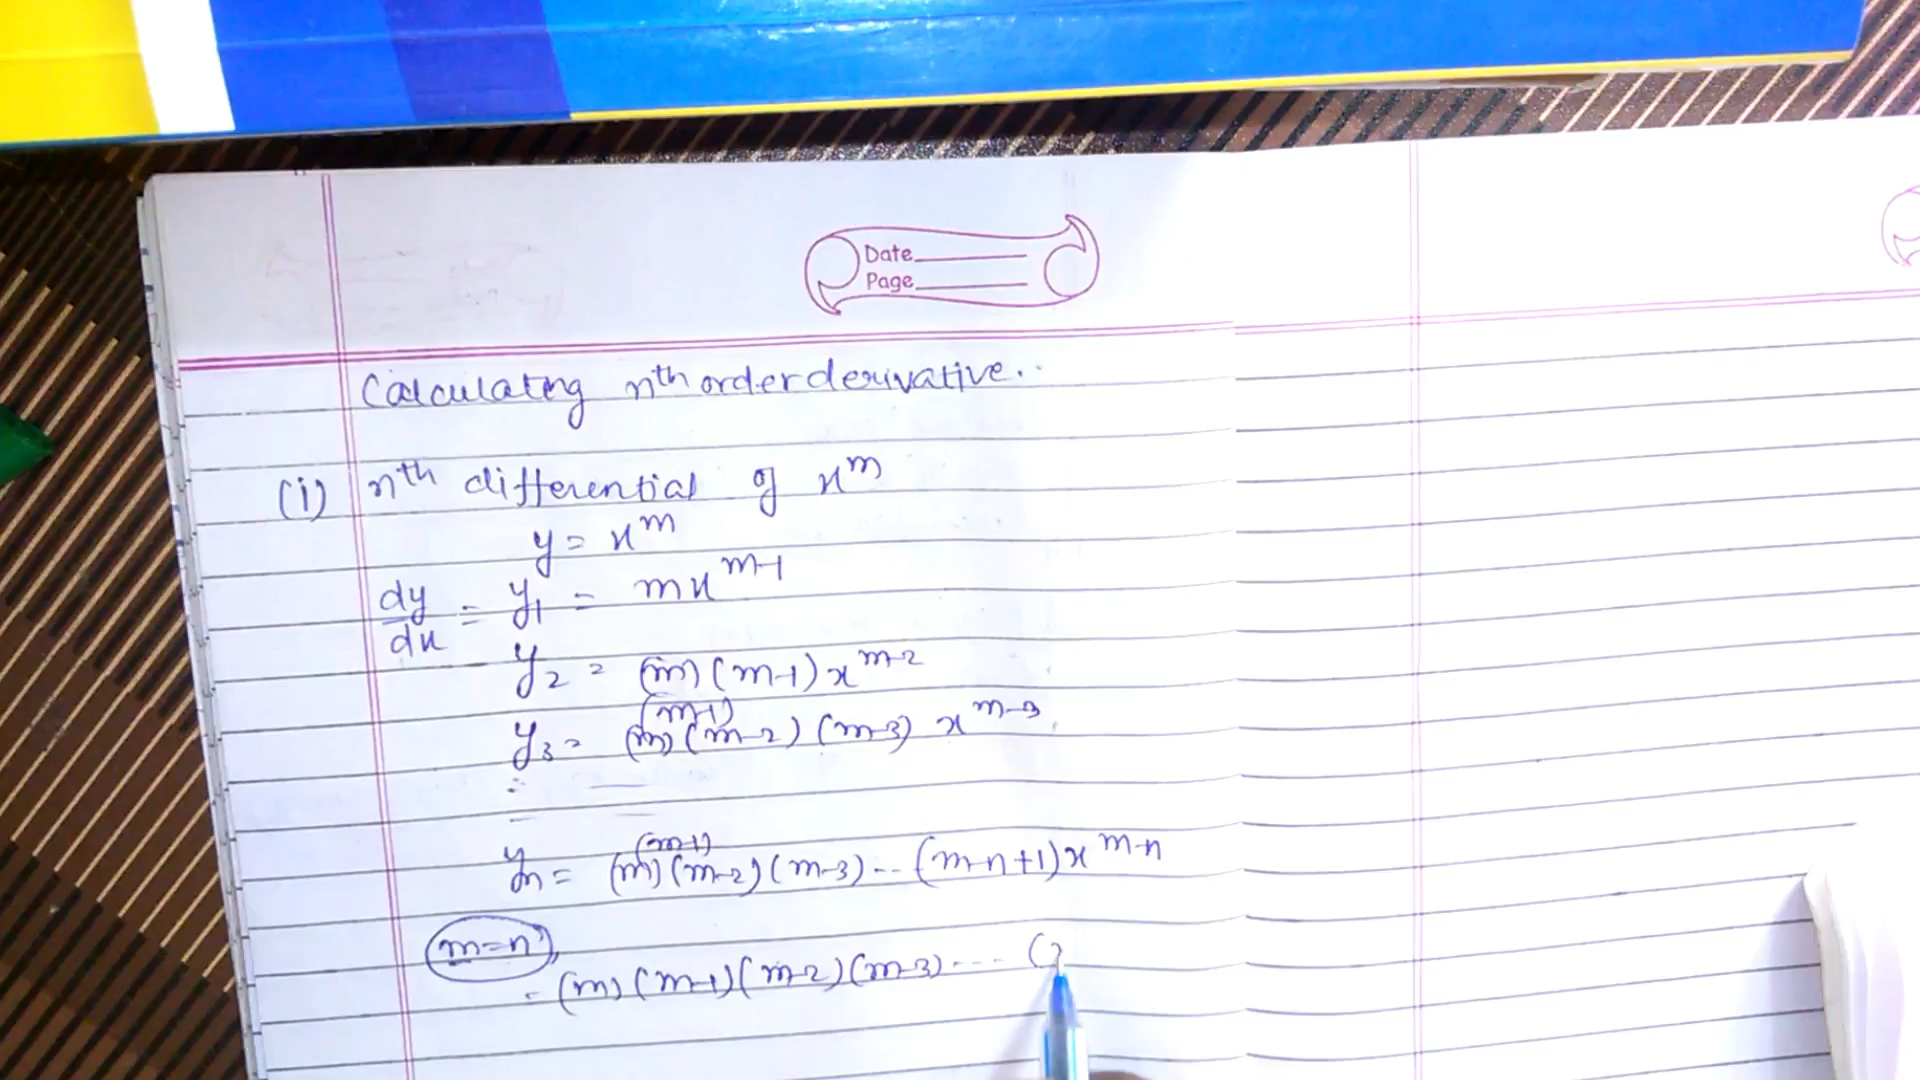 Date
Page
Calculating nth order derivative..
(i) nth differential of x^m
y = x^m
dy/dx = y1 = mx^m-1
y2 = (m)(m-1)x^m-2
(m-1)
y3 = (m)(m-2)(m-3) x^m-3
(m-1)
yn = (m)(m-2)(m-3)--(m-n+1)x^m-n
m=n,
= (m)(m-1)(m-2)(m-3)---- (2